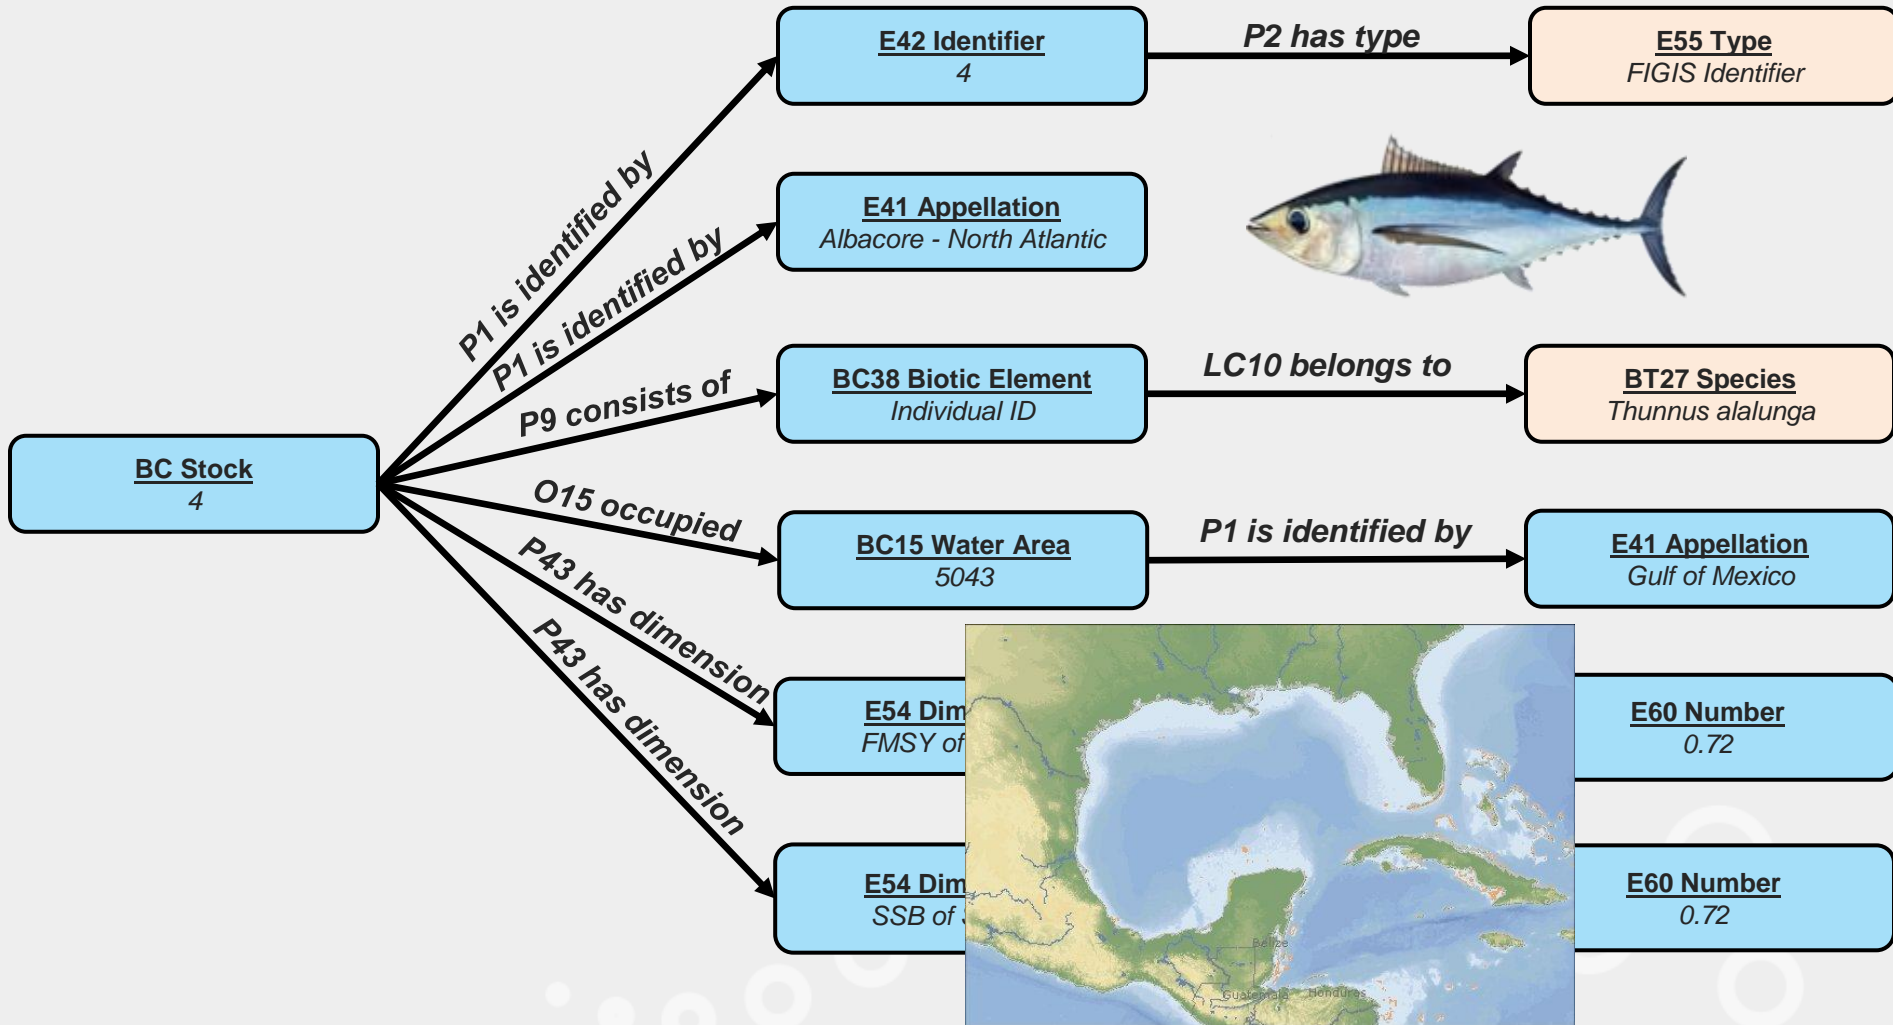 E42 Identifier
4
P2 has type
E55 Type
FIGIS Identifier
P1 is identified by
E41 Appellation
Albacore - North Atlantic
P1 is identified by
BC38 Biotic Element
Individual ID
LC10 belongs to
BT27 Species
Thunnus alalunga
P9 consists of
BC Stock
4
O15 occupied
BC15 Water Area
5043
P1 is identified by
E41 Appellation
Gulf of Mexico
P43 has dimension
E54 Dim
FMSY of
E60 Number
0.72
P43 has dimension
E54 Dim
SSB of
E60 Number
0.72
Belize
Guatemala
Honduras